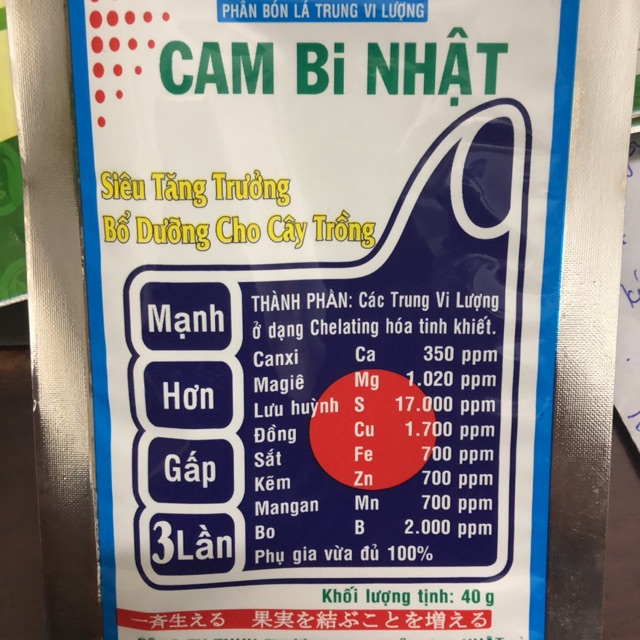 PHÂN BÓN LÁ TRUNG VI LƯỢNG
CAM Bi NHẬT
Siêu Tăng Trưởng
Bổ Dưỡng Cho Cây Trồng
Mạnh
Hơn
Gấp
3 Lần
THÀNH PHẦN: Các Trung Vi Lượng
ở dạng Chelating hóa tinh khiết.
Canxi Ca 350 ppm
Magiê Mg 1.020 ppm
Lưu huỳnh S 17.000 ppm
Đồng Cu 1.700 ppm
Sắt Fe 700 ppm
Kẽm Zn 700 ppm
Mangan Mn 700 ppm
Bo B 2.000 ppm
Phụ gia vừa đủ 100%
Khối lượng tịnh: 40 g
一斉生える 果実を結ぶことを増える